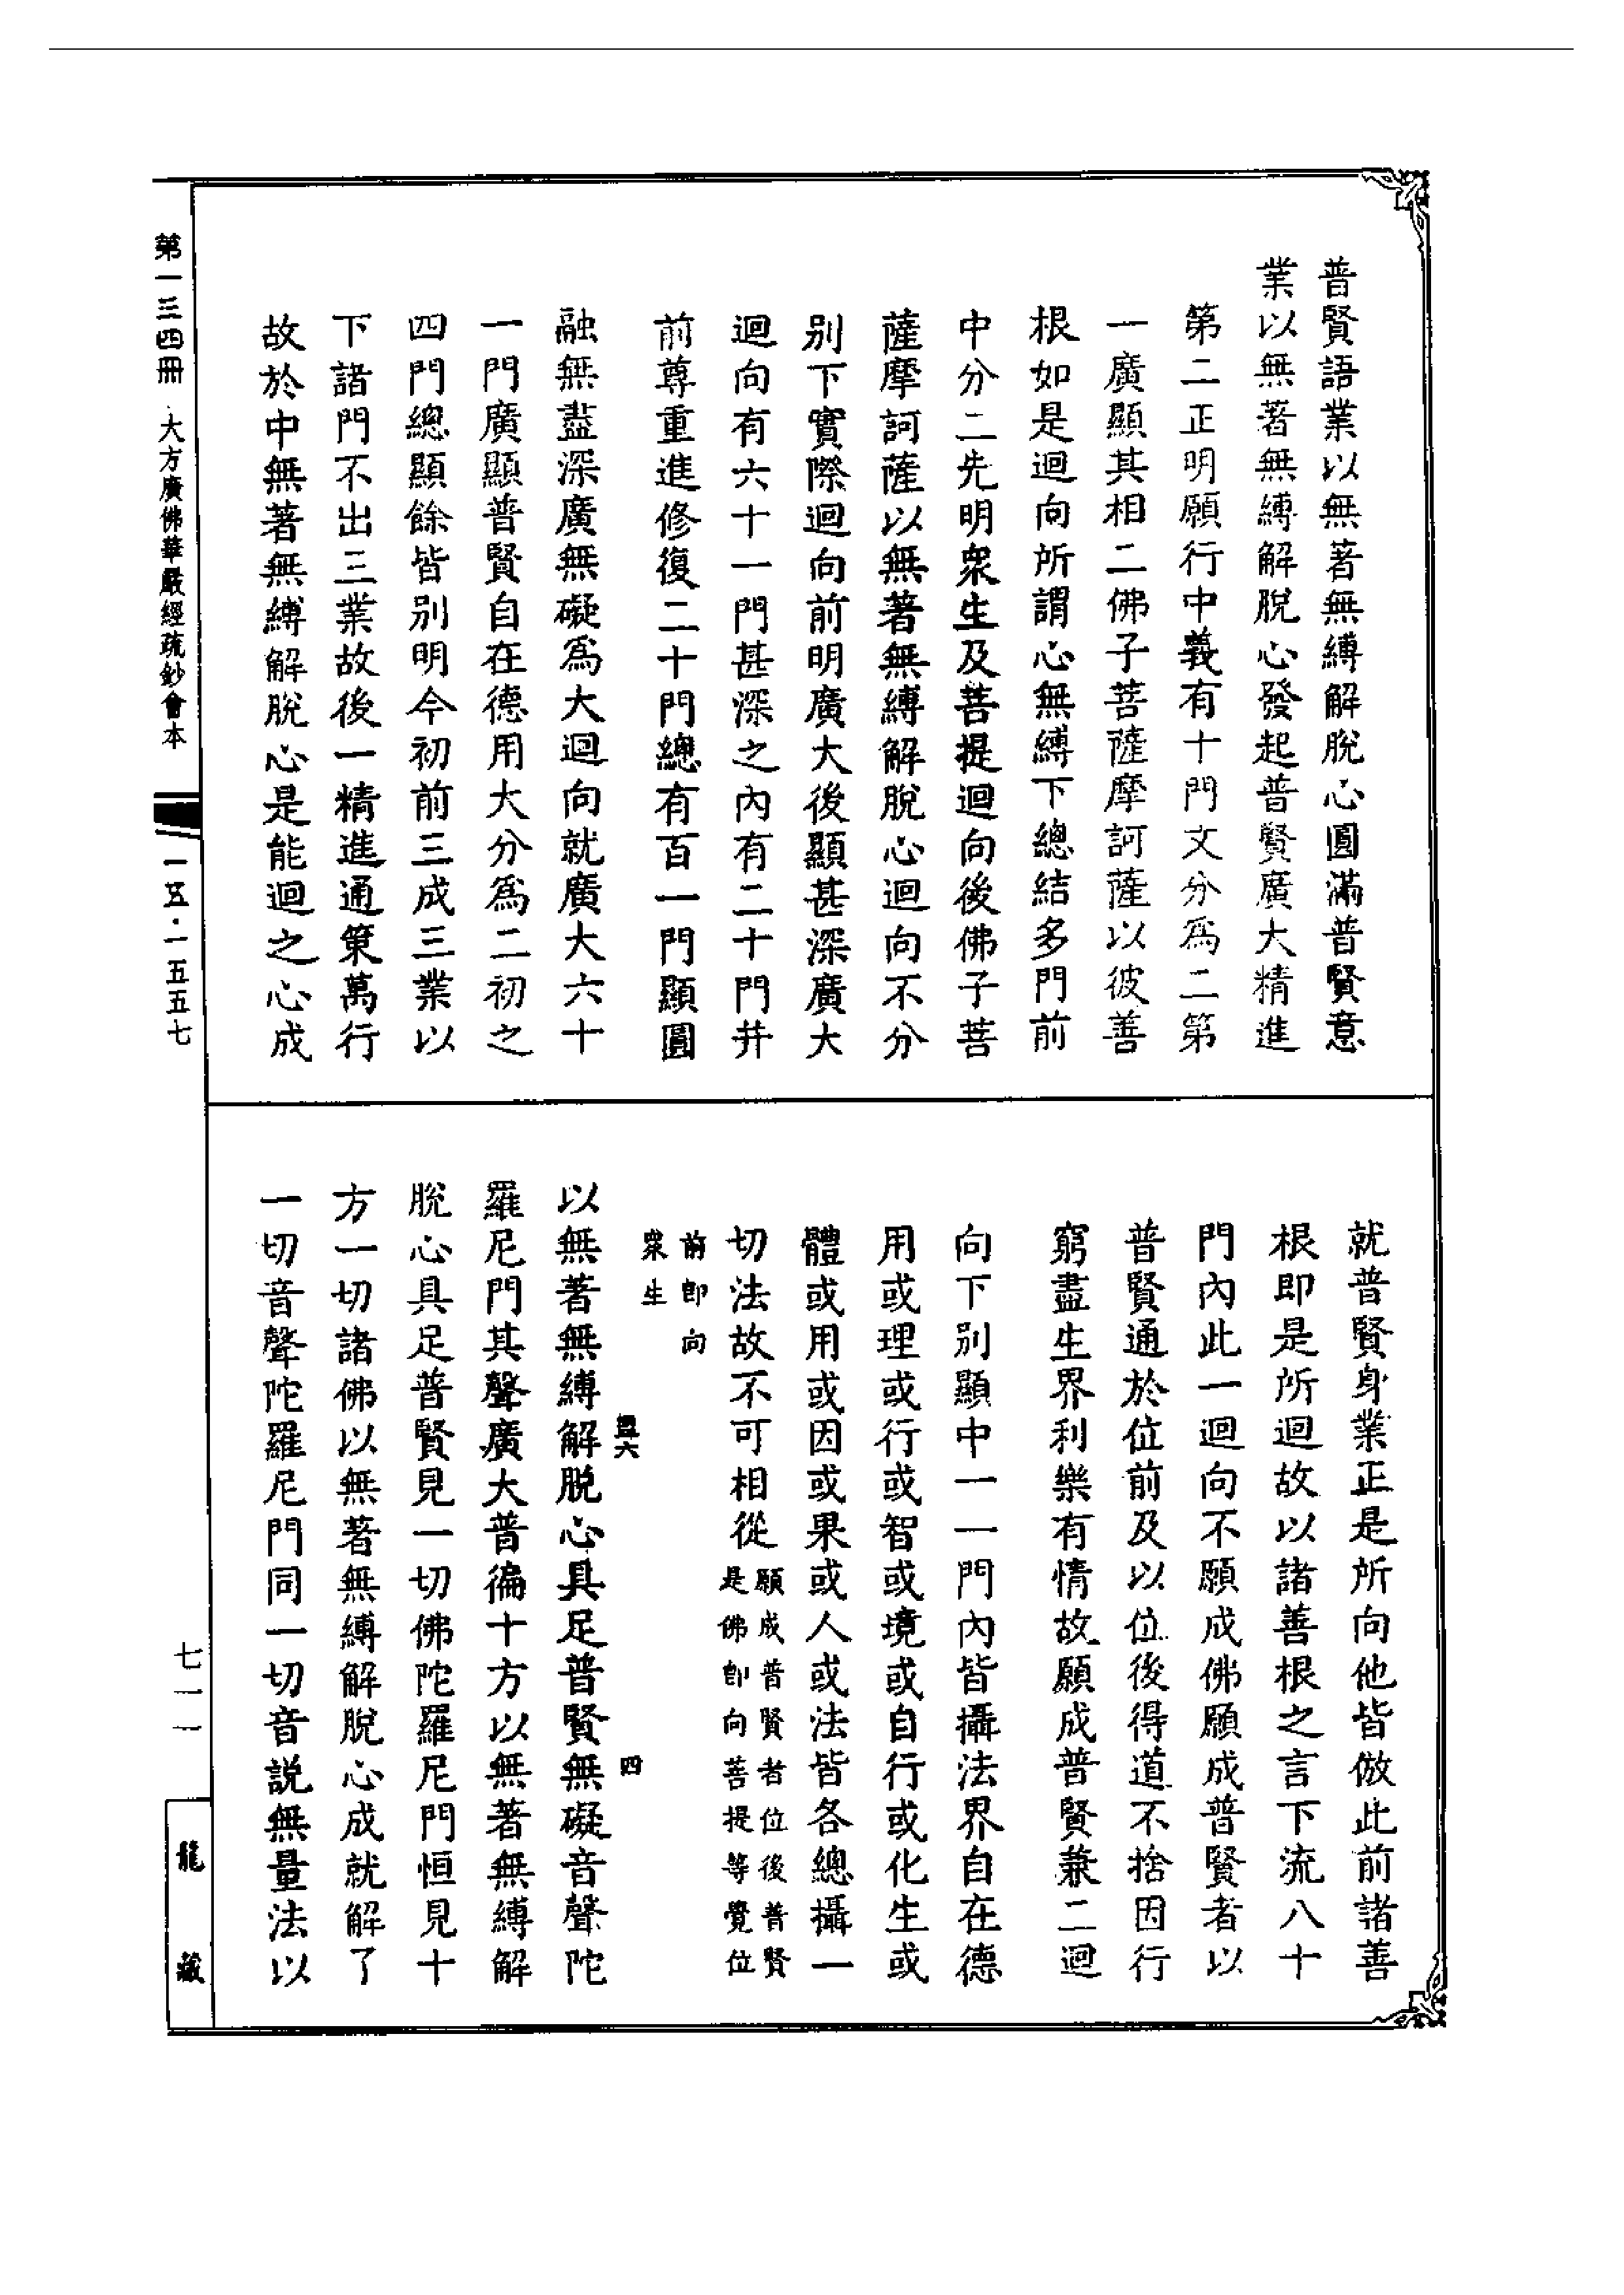 普賢語業以無著無縛解脫心圓滿普賢意
業以無著無縛解脫心發起普賢廣大精進
第二正明願行中義有十門文分為二第
一廣顯其相二佛子菩薩摩訶薩以彼善
根如是迴向所謂心無縛下總結多門前
中分二先明眾生及菩提迴向後佛子菩
薩摩訶薩以無著無縛解脫心迴向不分
別下實際迴向前明廣大後顯甚深廣大
迴向有六十一門甚深之內有二十門并
前尊重進修復二十門總有百一門顯圓
融無盡深廣無礙為大迴向就廣大六十
一門廣顯普賢自在德用大分為二初之
四門總顯餘皆別明今初前三成三業以
下諸門不出三業故後一精進通策萬行
故於中無著無縛解脫心是能迴之心成
就普賢身業正是所向他皆倣此前諸善
根即是所迴故以諸善根之言下流八十
門內此一迴向不願成佛願成普賢者以
普賢通於位前及以位後得道不捨因行
窮盡生界利樂有情故願成普賢兼二迴
向下別顯中一一門內皆攝法界自在德
用或理或行或智或境或自行或化生或
體或用或因或果或人或法皆各總攝一
切法故不可相從
願成普賢者位後普賢
是佛即向菩提等覺位
前即向
眾生
六
四
以無著無縛解脫心具足普賢無礙音聲陀
羅尼門其聲廣大普徧十方以無著無縛解
脫心具足普賢見一切佛陀羅尼門恒見十
方一切諸佛以無著無縛解脫心成就解了
一切音聲陀羅尼門同一切音説無量法以
第一三四冊 大方廣佛華嚴經疏鈔會本
一五·一五五七
七一一
龍藏